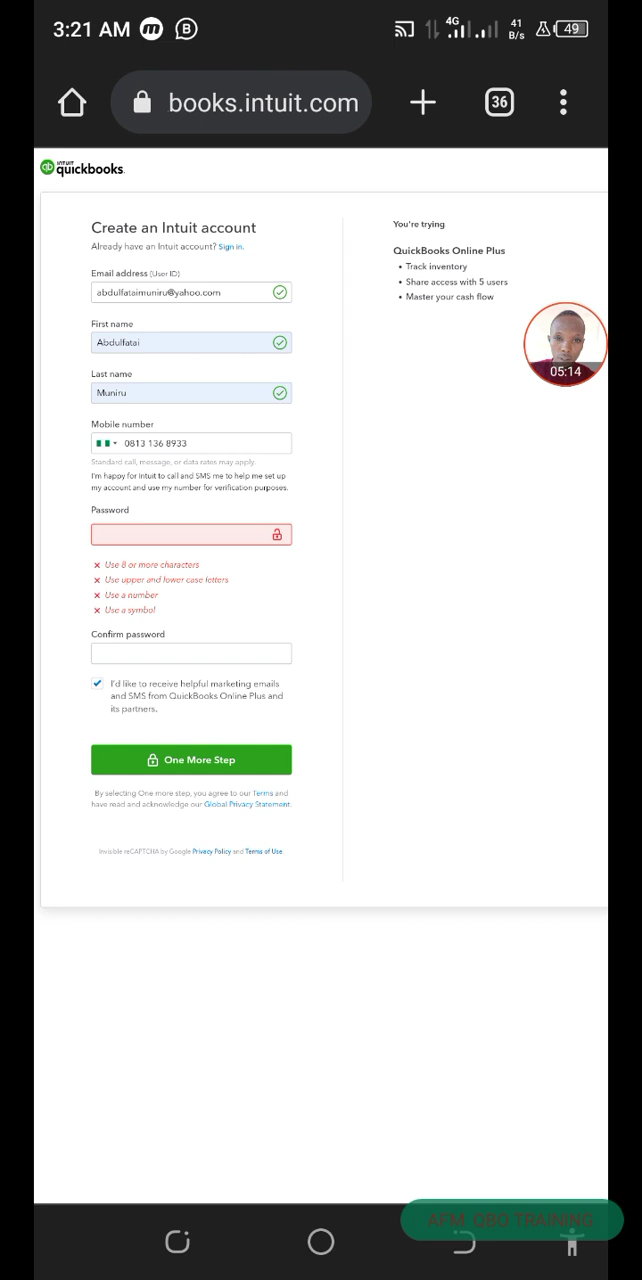 3:21 AM
4G
41
B/s
49
books.intuit.com
36
INTUIT
quickbooks.
Create an Intuit account
Already have an Intuit account? Sign in.
Email address (User ID)
abdulfataimuniru@yahoo.com
First name
Abdulfatai
Last name
Muniru
Mobile number
0813 136 8933
Standard call, message, or data rates may apply.
I'm happy for Intuit to call and SMS me to help me set up
my account and use my number for verification purposes.
Password
Use 8 or more characters
Use upper and lower case letters
Use a number
Use a symbol
Confirm password
I'd like to receive helpful marketing emails
and SMS from QuickBooks Online Plus and
its partners.
One More Step
By selecting One more step, you agree to our Terms and
have read and acknowledge our Global Privacy Statement.
Invisible reCAPTCHA by Google Privacy Policy and Terms of Use
You're trying
QuickBooks Online Plus
• Track inventory
• Share access with 5 users
• Master your cash flow
05:14
AFM QBO TRAINING